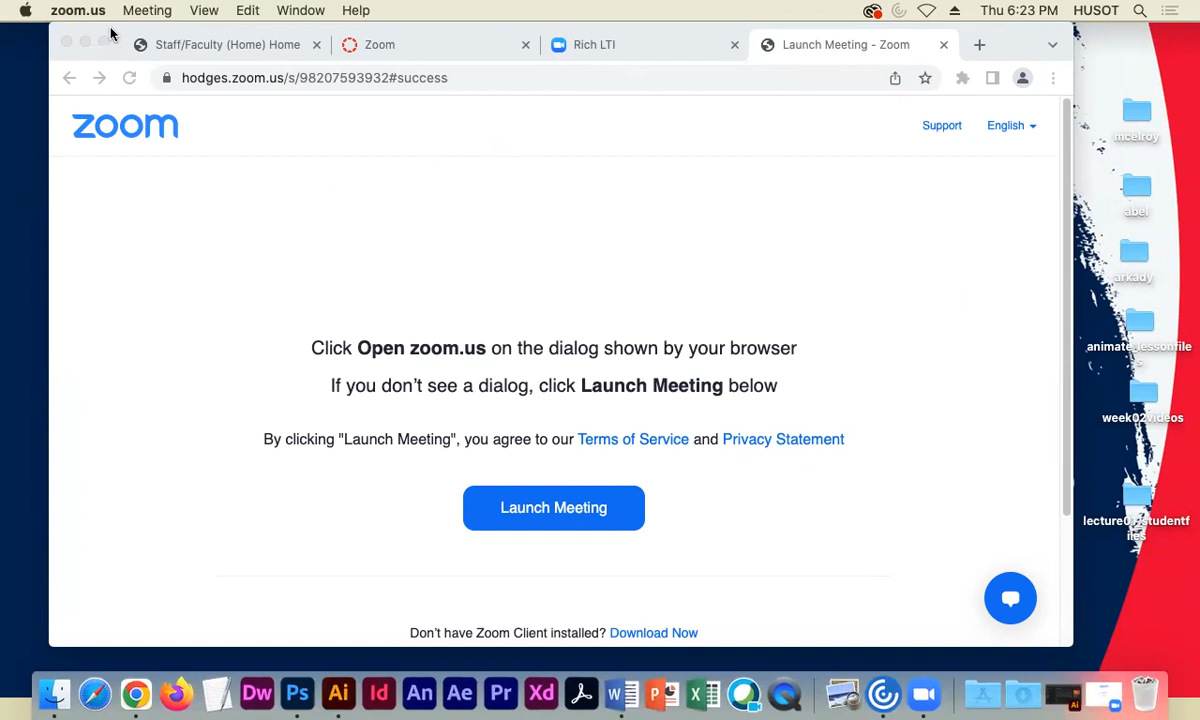 zoom.us Meeting View Edit Window Help Thu 6:23 PM HUSOT
Staff/Faculty (Home) Home Zoom Rich LTI Launch Meeting - Zoom
hodges.zoom.us/s/98207593932#success
zoom Support English
mcelroy
abel
arkady
animate_lessonfile
s
week02videos
Click Open zoom.us on the dialog shown by your browser
If you don't see a dialog, click Launch Meeting below
By clicking "Launch Meeting", you agree to our Terms of Service and Privacy Statement
Launch Meeting
Don't have Zoom Client installed? Download Now
Dw Ps Ai Id An Ae Pr Xd W P X Ai